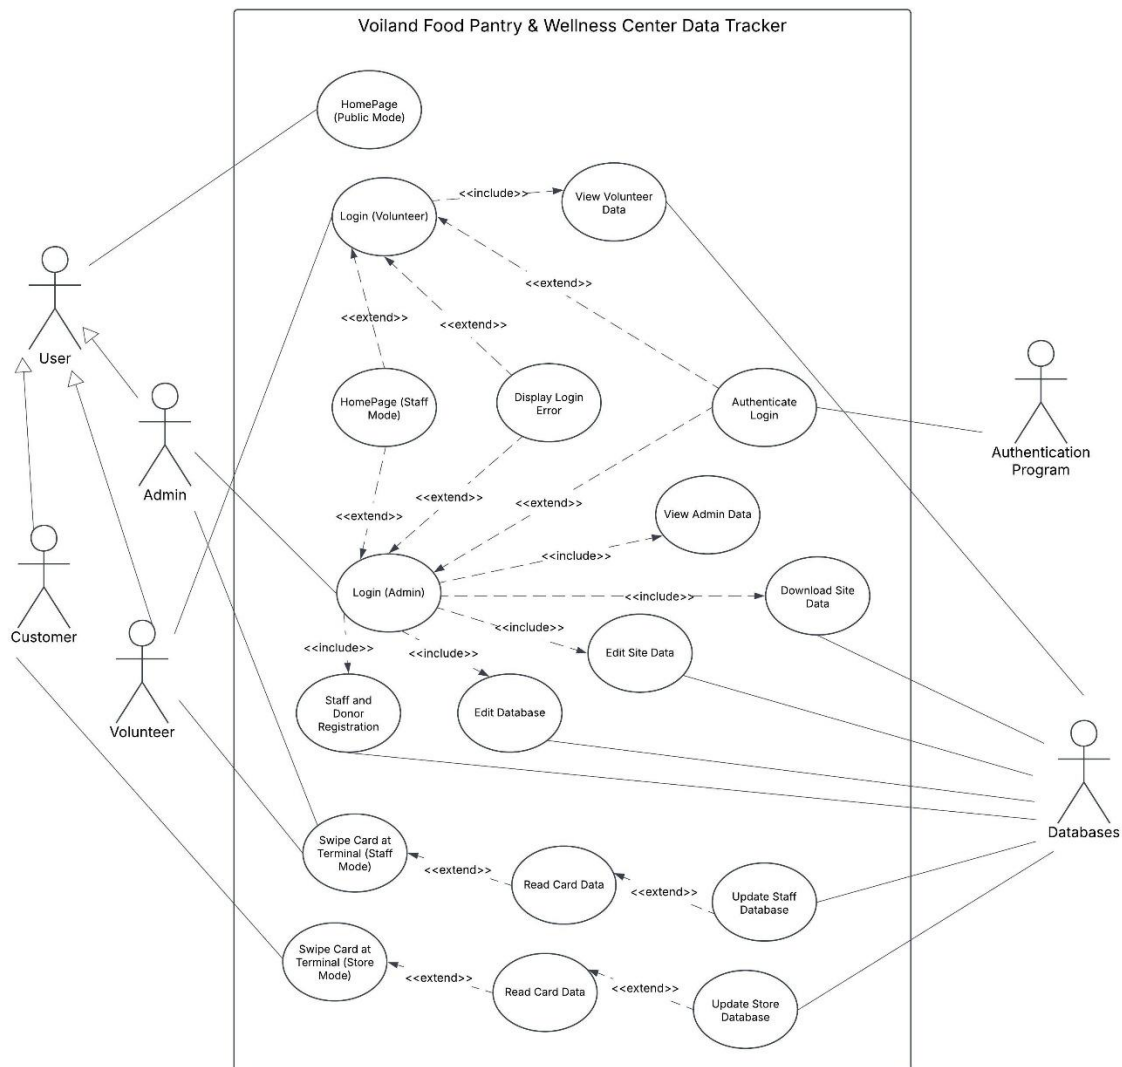 Voiland Food Pantry & Wellness Center Data Tracker
HomePage
(Public Mode)
<<include>>
Login (Volunteer)
View Volunteer
Data
<<extend>>
<<extend>>
<<extend>>
User
HomePage (Staff
Mode)
Display Login
Error
Authenticate
Login
Authentication
Program
Admin
<<extend>>
<<extend>>
<<extend>>
View Admin Data
<<include>>
Login (Admin)
<<include>>
Download Site
Data
Customer
<<include>>
<<include>>
<<include>>
Edit Site Data
Staff and
Donor
Registration
Edit Database
Volunteer
Databases
Swipe Card at
Terminal (Staff
Mode)
<<extend>>
Read Card Data
<<extend>>
Update Staff
Database
Swipe Card at
Terminal (Store
Mode)
<<extend>>
Read Card Data
<<extend>>
Update Store
Database